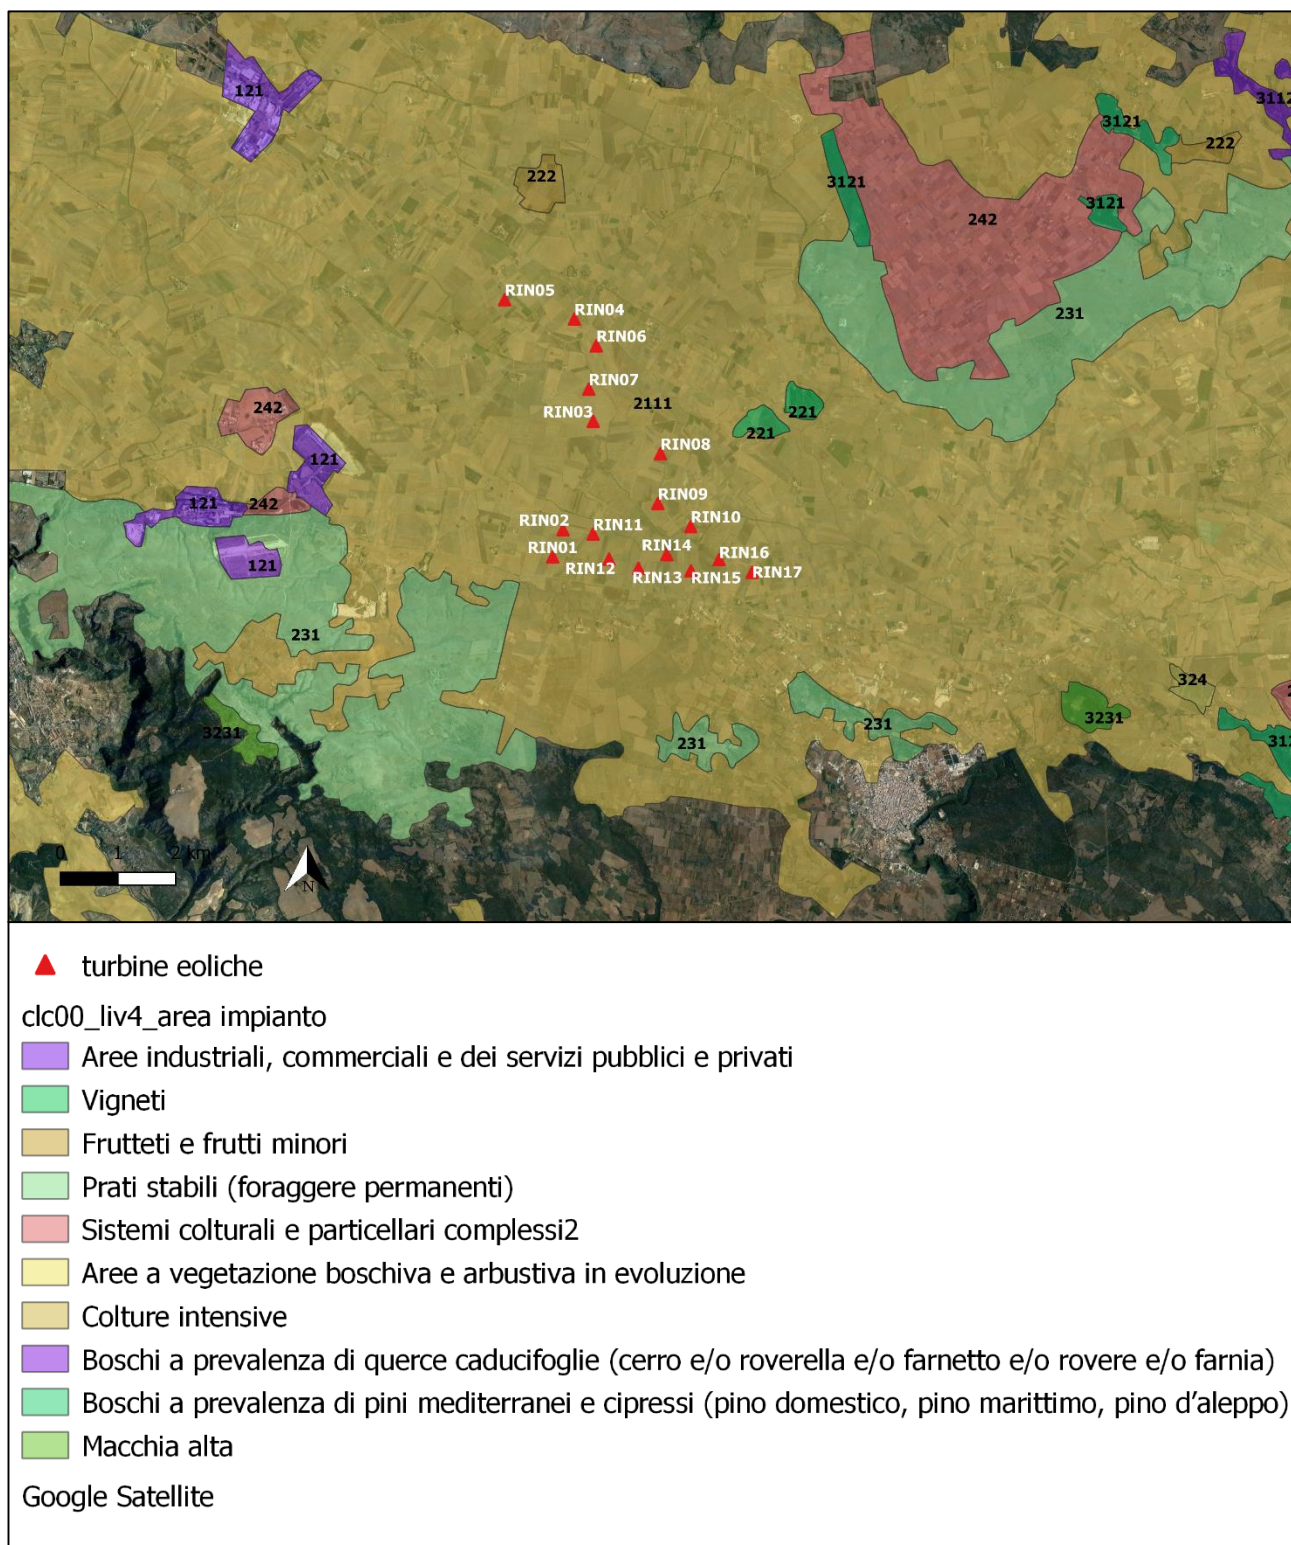 121
3112
3121
222
222
3121
3121
242
RIN05
RIN04
231
RIN06
RIN07
2111
242
RIN03
221
221
RIN08
121
121
242
RIN09
RIN02
RIN11
RIN10
RIN01
RIN14
RIN16
RIN12
121
RIN13
RIN15
RIN17
231
324
3231
3231
231
231
0 1 2 km
N
turbine eoliche
clc00_liv4_area impianto
Aree industriali, commerciali e dei servizi pubblici e privati
Vigneti
Frutteti e frutti minori
Prati stabili (foraggere permanenti)
Sistemi colturali e particellari complessi2
Aree a vegetazione boschiva e arbustiva in evoluzione
Colture intensive
Boschi a prevalenza di querce caducifoglie (cerro e/o roverella e/o farnetto e/o rovere e/o farnia)
Boschi a prevalenza di pini mediterranei e cipressi (pino domestico, pino marittimo, pino d'aleppo)
Macchia alta
Google Satellite